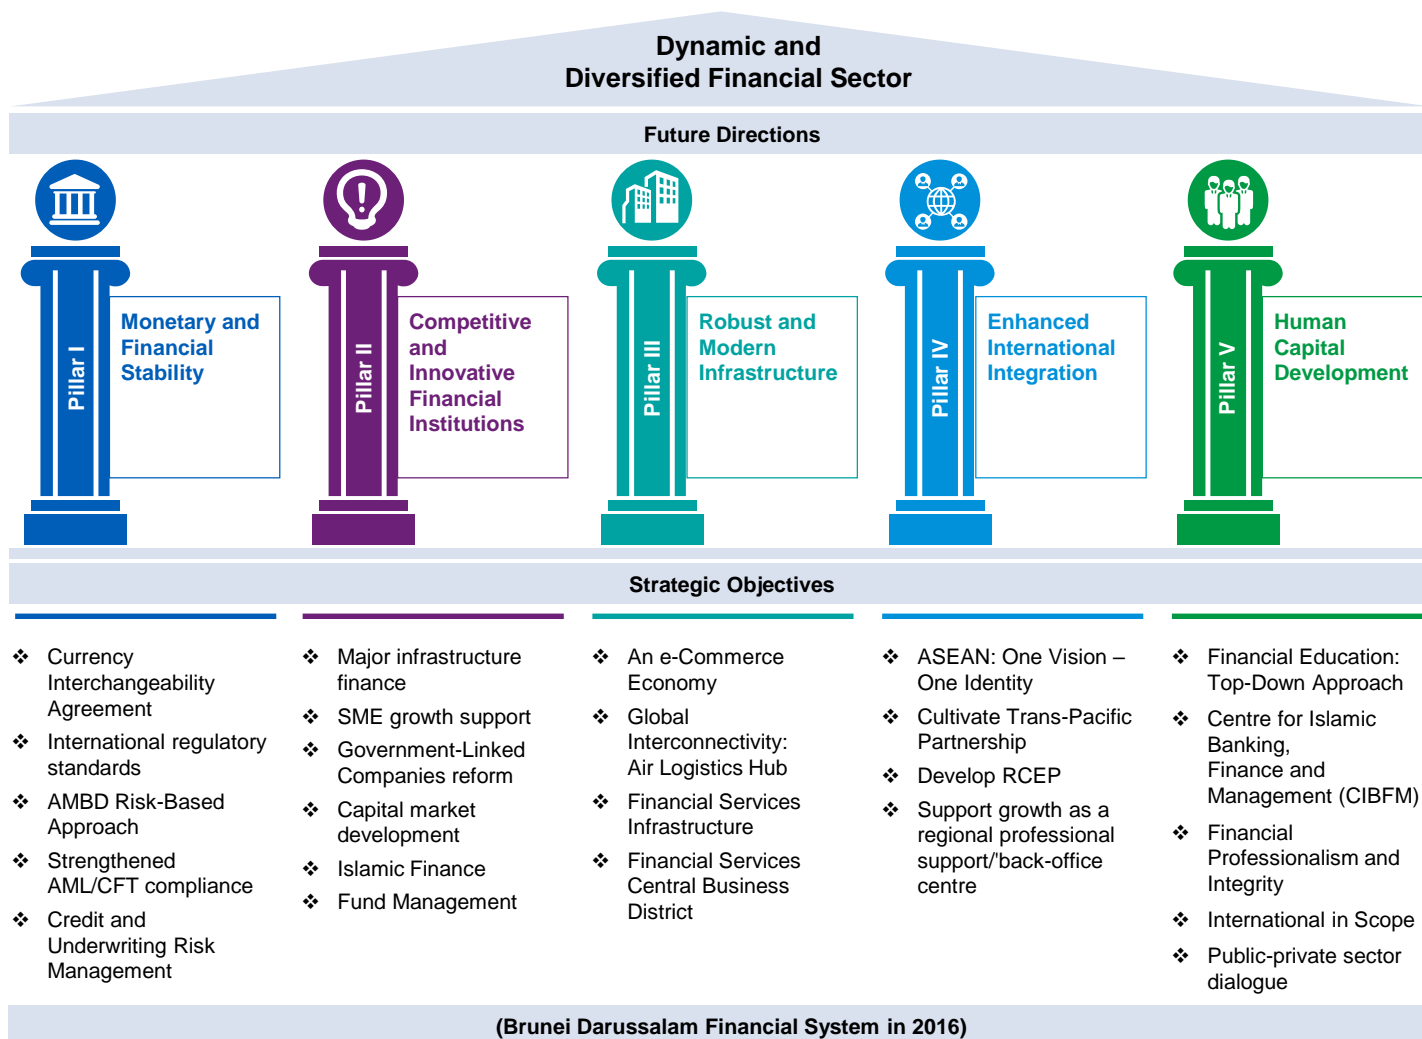 Dynamic and
Diversified Financial Sector
Future Directions
Pillar I
Monetary and
Financial
Stability
Pillar II
Competitive
and
Innovative
Financial
Institutions
Pillar III
Robust and
Modern
Infrastructure
Pillar IV
Enhanced
International
Integration
Pillar V
Human
Capital
Development
Strategic Objectives
❖ Currency
Interchangeability
Agreement
❖ International regulatory
standards
❖ AMBD Risk-Based
Approach
❖ Strengthened
AML/CFT compliance
❖ Credit and
Underwriting Risk
Management
❖ Major infrastructure
finance
❖ SME growth support
❖ Government-Linked
Companies reform
❖ Capital market
development
❖ Islamic Finance
❖ Fund Management
❖ An e-Commerce
Economy
❖ Global
Interconnectivity:
Air Logistics Hub
❖ Financial Services
Infrastructure
❖ Financial Services
Central Business
District
❖ ASEAN: One Vision –
One Identity
❖ Cultivate Trans-Pacific
Partnership
❖ Develop RCEP
❖ Support growth as a
regional professional
support/'back-office
centre
❖ Financial Education:
Top-Down Approach
❖ Centre for Islamic
Banking,
Finance and
Management (CIBFM)
❖ Financial
Professionalism and
Integrity
❖ International in Scope
❖ Public-private sector
dialogue
(Brunei Darussalam Financial System in 2016)